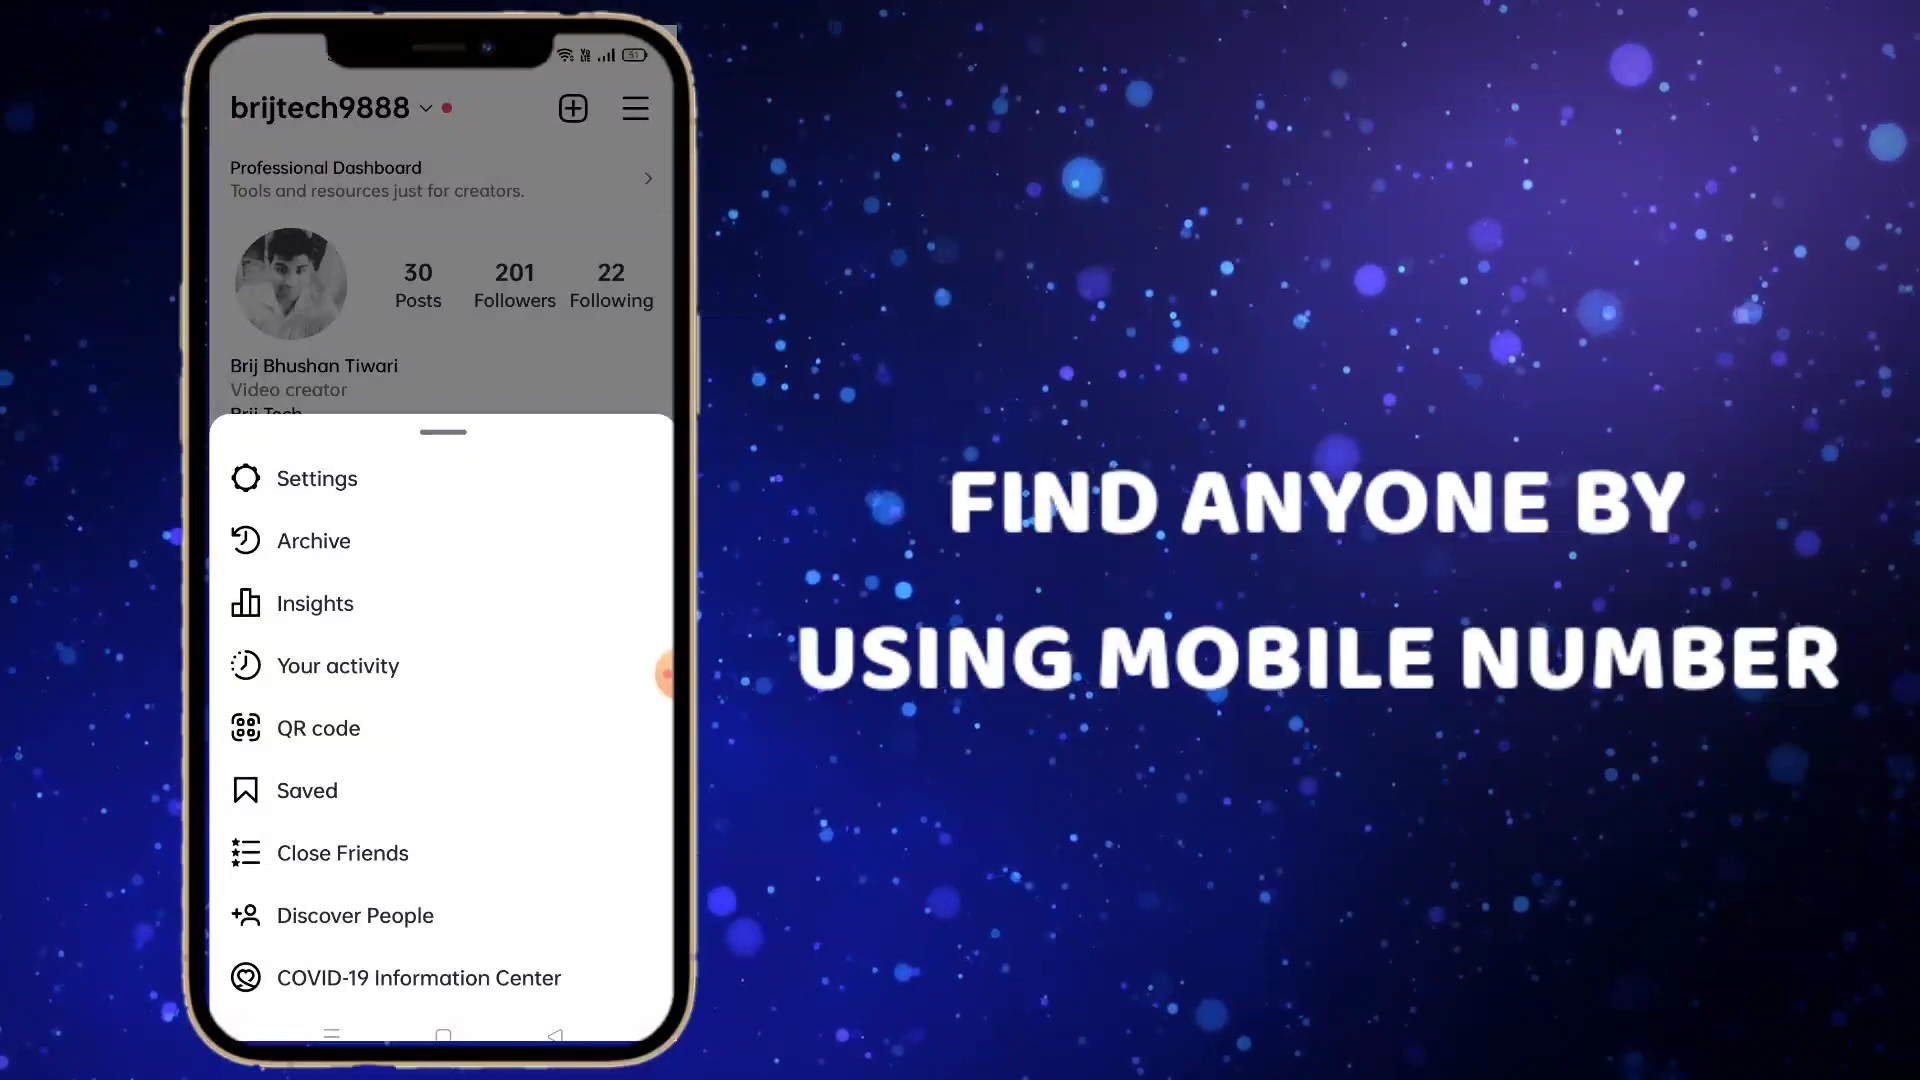 brijtech9888
Professional Dashboard
Tools and resources just for creators.
30 201 22
Posts Followers Following
Brij Bhushan Tiwari
Video creator
Brij Tech
Settings
Archive
Insights
Your activity
QR code
Saved
Close Friends
Discover People
COVID-19 Information Center
FIND ANYONE BY
USING MOBILE NUMBER